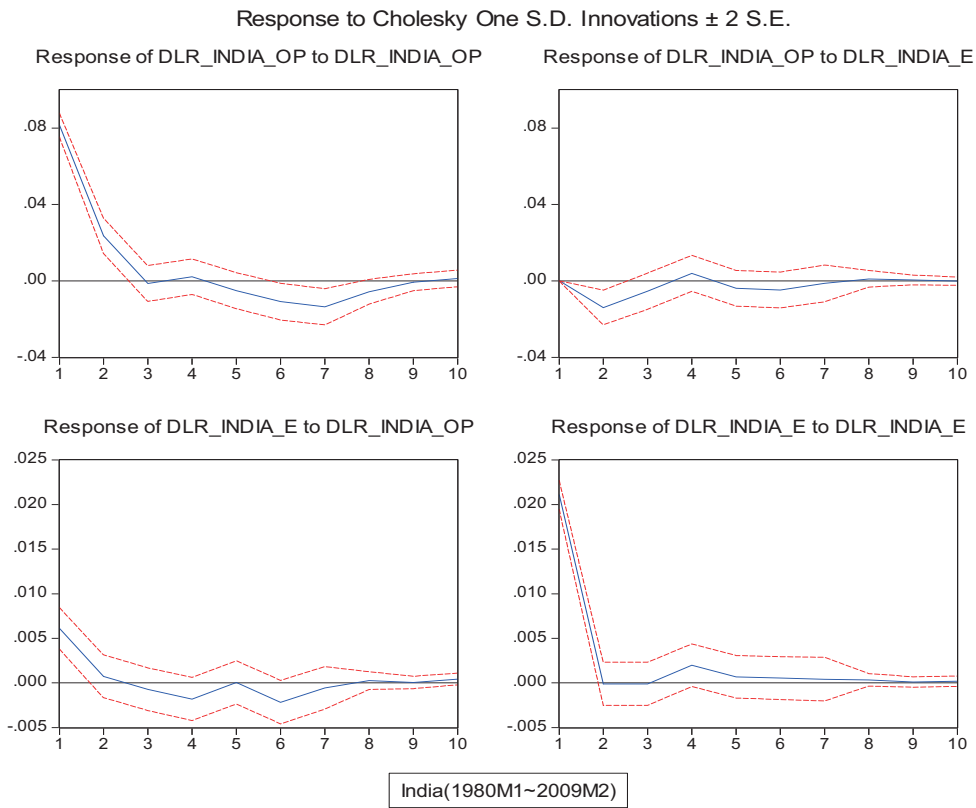 Response to Cholesky One S.D. Innovations ± 2 S.E.
Response of DLR_INDIA_OP to DLR_INDIA_OP
.08
.04
.00
-.04
1 2 3 4 5 6 7 8 9 10
Response of DLR_INDIA_OP to DLR_INDIA_E
.08
.04
.00
-.04
1 2 3 4 5 6 7 8 9 10
Response of DLR_INDIA_E to DLR_INDIA_OP
.025
.020
.015
.010
.005
.000
-.005
1 2 3 4 5 6 7 8 9 10
Response of DLR_INDIA_E to DLR_INDIA_E
.025
.020
.015
.010
.005
.000
-.005
1 2 3 4 5 6 7 8 9 10
India(1980M1~2009M2)